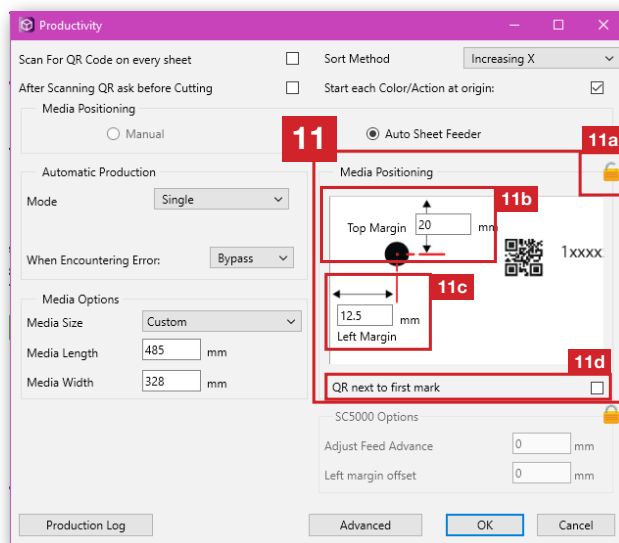 Productivity
Scan For QR Code on every sheet
Sort Method
Increasing X
After Scanning QR ask before Cutting
Start each Color/Action at origin:
Media Positioning
Manual
11
Auto Sheet Feeder
11a
Automatic Production
Media Positioning
Mode
Single
11b
Top Margin
20
mm
1xxxx
When Encountering Error:
Bypass
11c
Media Options
12.5
mm
Media Size
Custom
Left Margin
Media Length
485
mm
11d
Media Width
328
mm
QR next to first mark
SC5000 Options
Adjust Feed Advance
0
mm
Left margin offset
0
mm
Production Log
Advanced
OK
Cancel